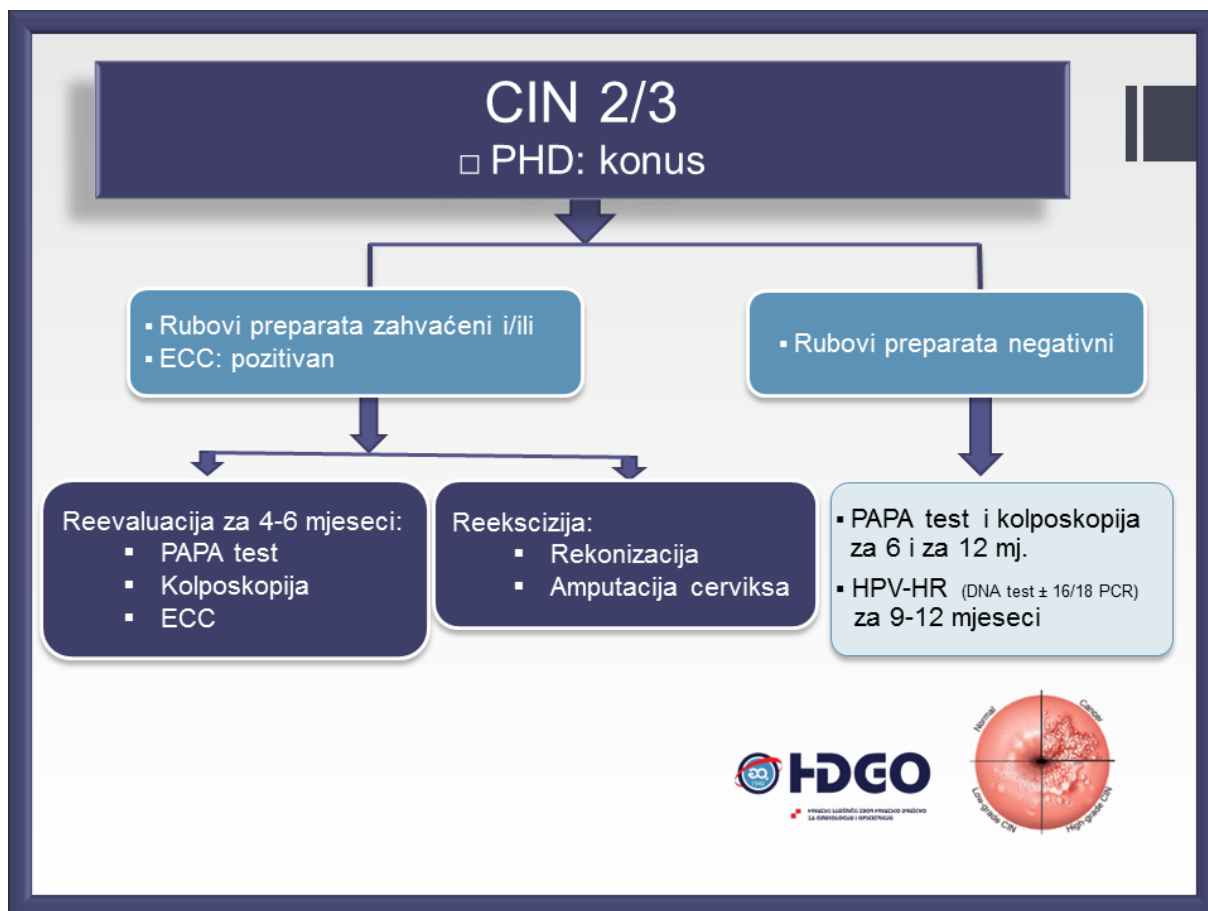 CIN 2/3
□ PHD: konus
▪ Rubovi preparata zahvaćeni i/ili
▪ ECC: pozitivan
▪ Rubovi preparata negativni
Reevaluacija za 4-6 mjeseci:
▪ PAPA test
▪ Kolposkopija
▪ ECC
Reekscizija:
▪ Rekonizacija
▪ Amputacija cerviksa
▪ PAPA test i kolposkopija
za 6 i za 12 mj.
▪ HPV-HR (DNA test ± 16/18 PCR)
za 9-12 mjeseci
HDGO
Normal
Cancer
Low-grade CIN
High-grade CIN